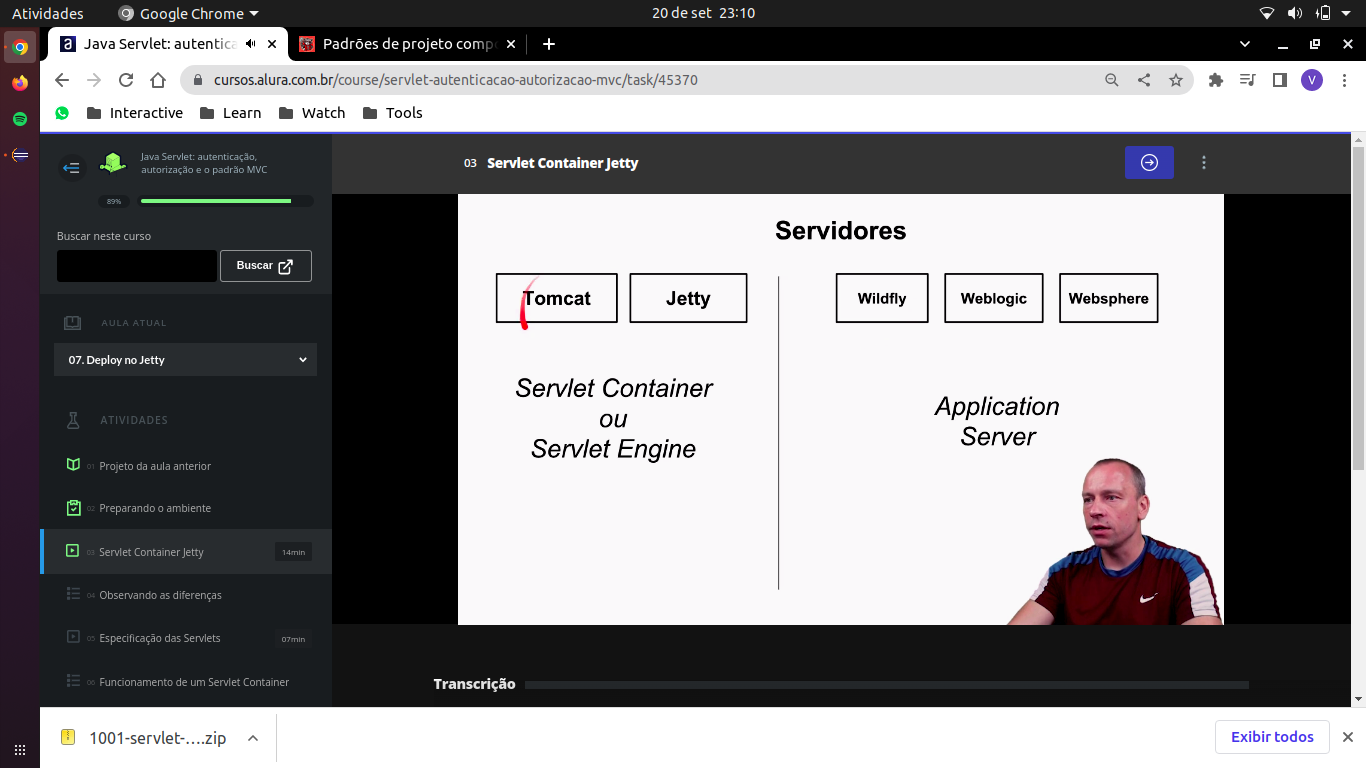 Atividades
Google Chrome
20 de set 23:10
a
Java Servlet: autentica
Padrões de projeto comp
cursos.alura.com.br/course/servlet-autenticacao-autorizacao-mvc/task/45370
V
Interactive
Learn
Watch
Tools
Java Servlet: autenticação,
autorização e o padrão MVC
89%
Buscar neste curso
Buscar
AULA ATUAL
07. Deploy no Jetty
ATIVIDADES
01 Projeto da aula anterior
02 Preparando o ambiente
03 Servlet Container Jetty 14min
04 Observando as diferenças
05 Especificação das Servlets 07min
06 Funcionamento de um Servlet Container
03 Servlet Container Jetty
Servidores
Tomcat
Jetty
Wildfly
Weblogic
Websphere
Servlet Container
ou
Servlet Engine
Application
Server
Transcrição
1001-servlet-....zip
Exibir todos